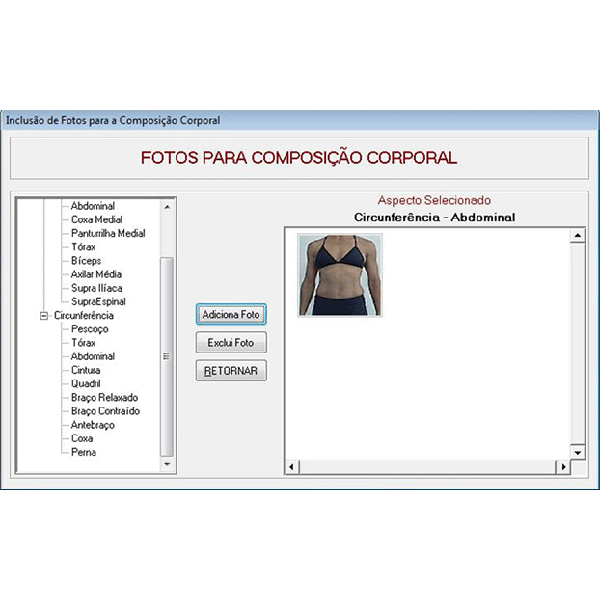 Inclusão de Fotos para a Composição Corporal
FOTOS PARA COMPOSIÇÃO CORPORAL
Abdominal
Coxa Medial
Panturrilha Medial
Tórax
Bíceps
Axilar Média
Supra Ilíaca
SupraEspinal
Circunferência
Pescoço
Tórax
Abdominal
Cintura
Quadril
Braço Relaxado
Braço Contraído
Antebraço
Coxa
Perna
Adiciona Foto
Exclui Foto
RETORNAR
Aspecto Selecionado
Circunferência - Abdominal